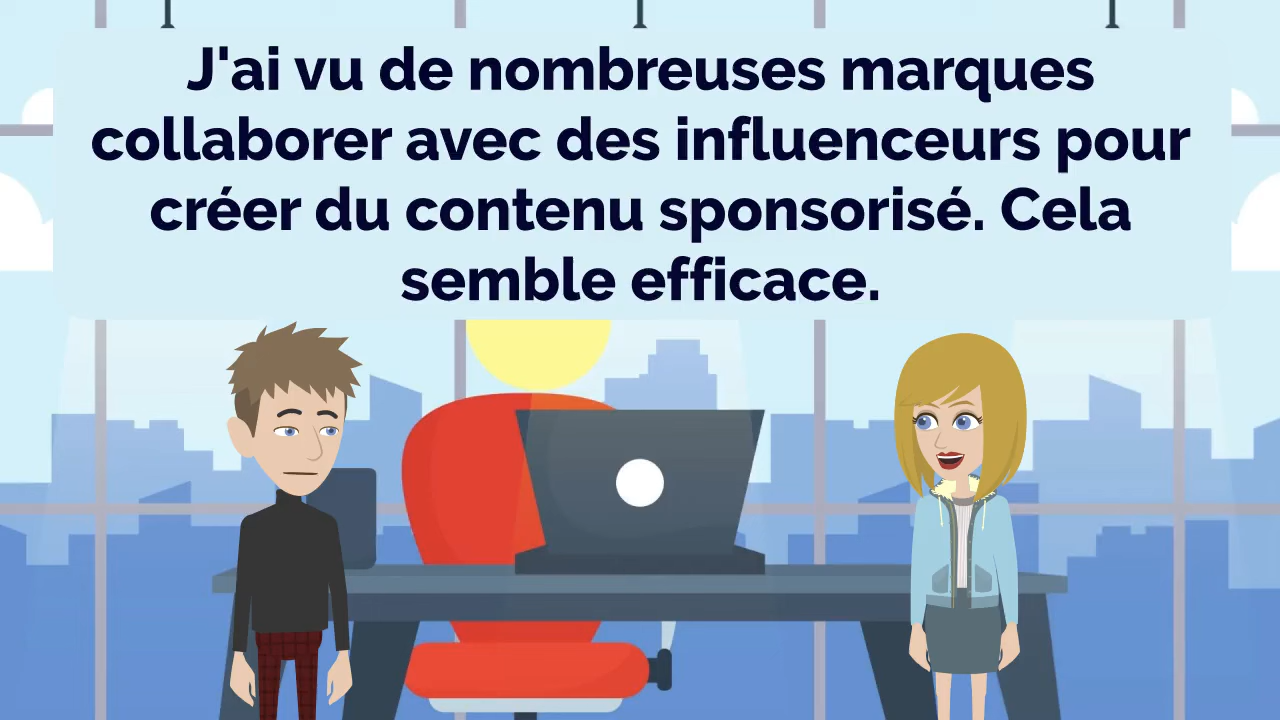 J'ai vu de nombreuses marques
collaborer avec des influenceurs pour
créer du contenu sponsorisé. Cela
semble efficace.